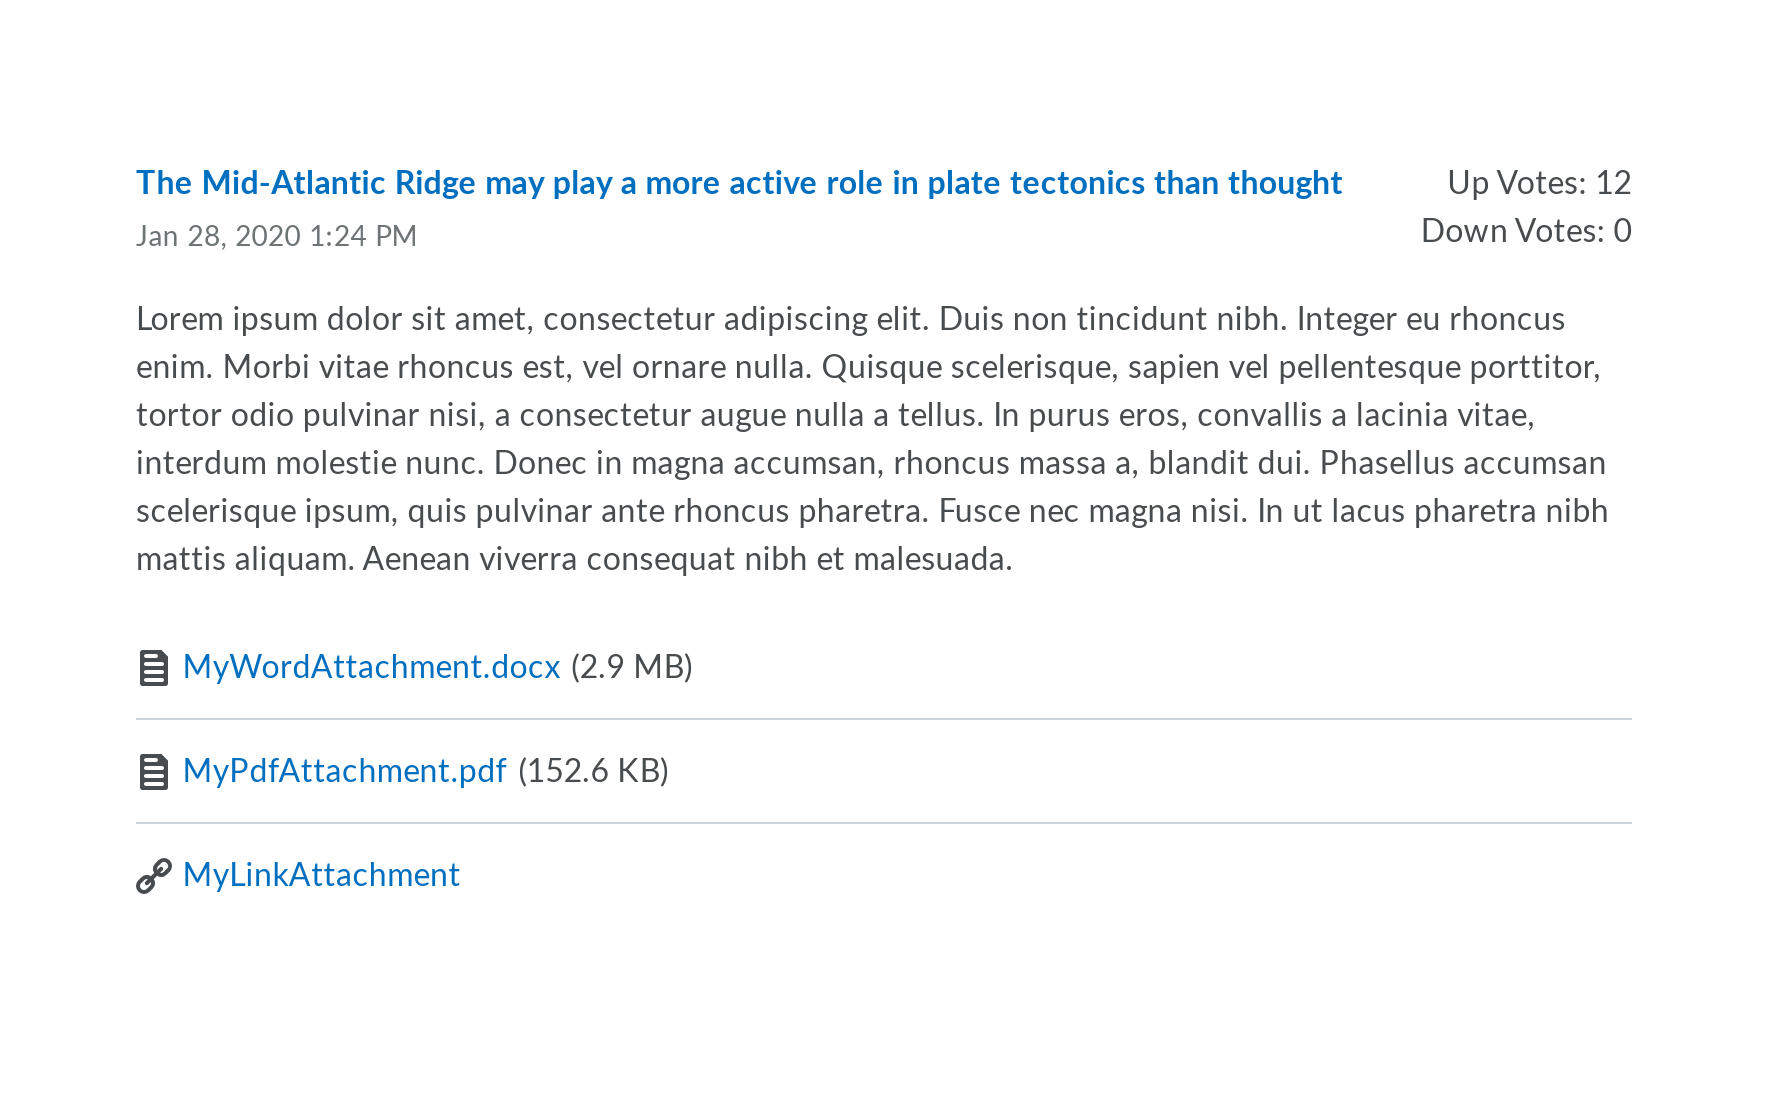 The Mid-Atlantic Ridge may play a more active role in plate tectonics than thought
Up Votes: 12
Jan 28, 2020 1:24 PM
Down Votes: 0
Lorem ipsum dolor sit amet, consectetur adipiscing elit. Duis non tincidunt nibh. Integer eu rhoncus
enim. Morbi vitae rhoncus est, vel ornare nulla. Quisque scelerisque, sapien vel pellentesque porttitor,
tortor odio pulvinar nisi, a consectetur augue nulla a tellus. In purus eros, convallis a lacinia vitae,
interdum molestie nunc. Donec in magna accumsan, rhoncus massa a, blandit dui. Phasellus accumsan
scelerisque ipsum, quis pulvinar ante rhoncus pharetra. Fusce nec magna nisi. In ut lacus pharetra nibh
mattis aliquam. Aenean viverra consequat nibh et malesuada.
MyWordAttachment.docx (2.9 MB)
MyPdfAttachment.pdf (152.6 KB)
MyLinkAttachment